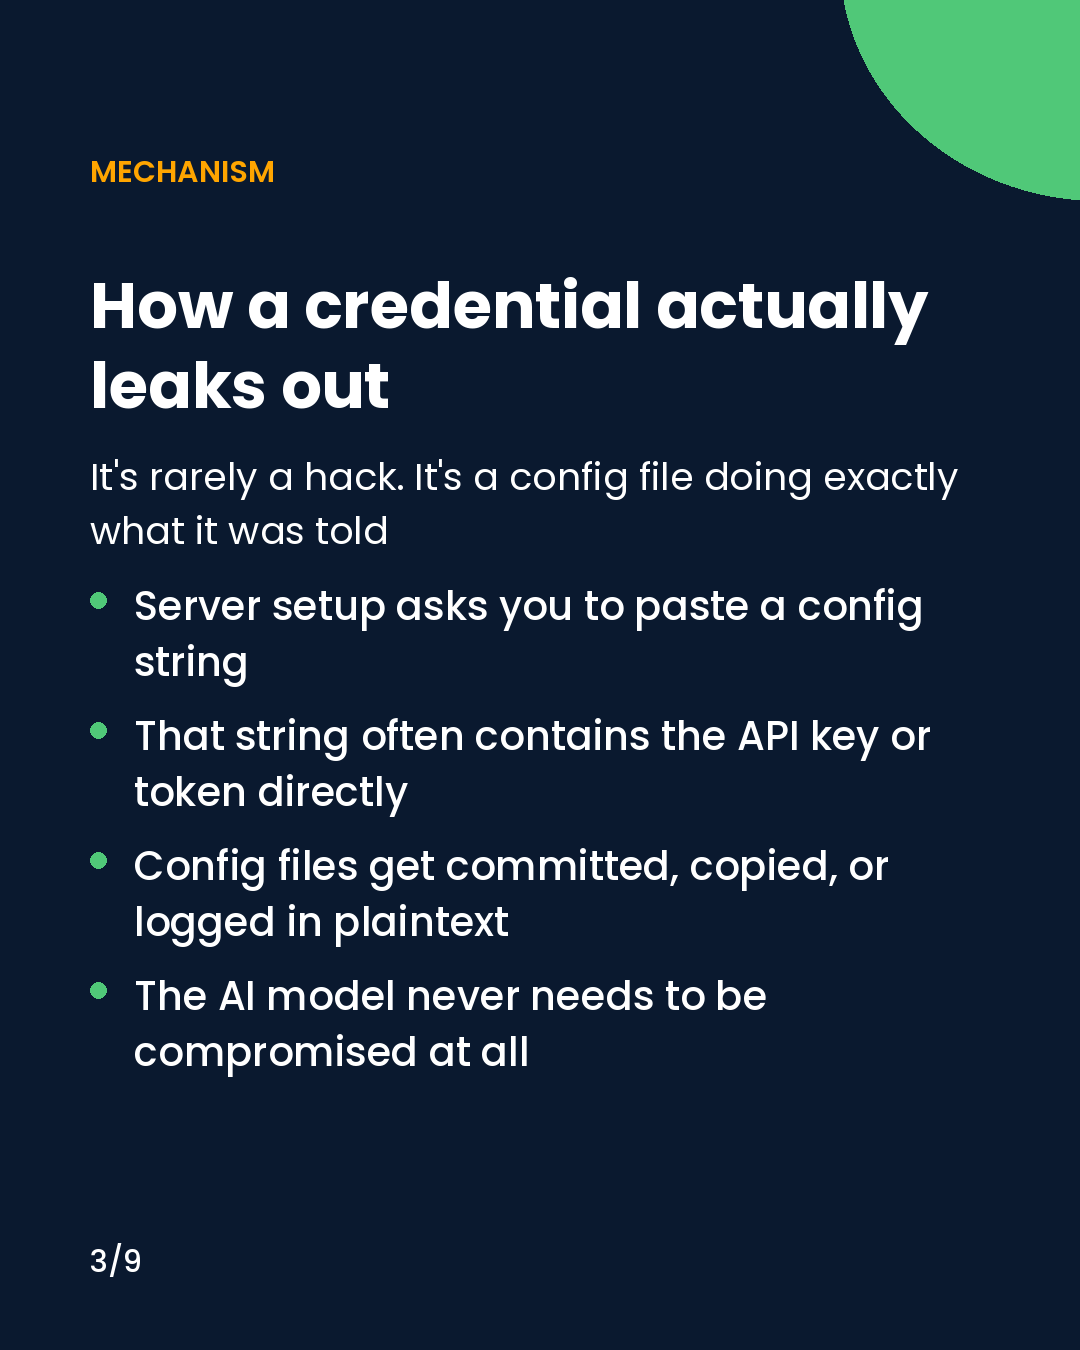 MECHANISM
How a credential actually
leaks out
It's rarely a hack. It's a config file doing exactly
what it was told
Server setup asks you to paste a config
string
That string often contains the API key or
token directly
Config files get committed, copied, or
logged in plaintext
The AI model never needs to be
compromised at all
3/9